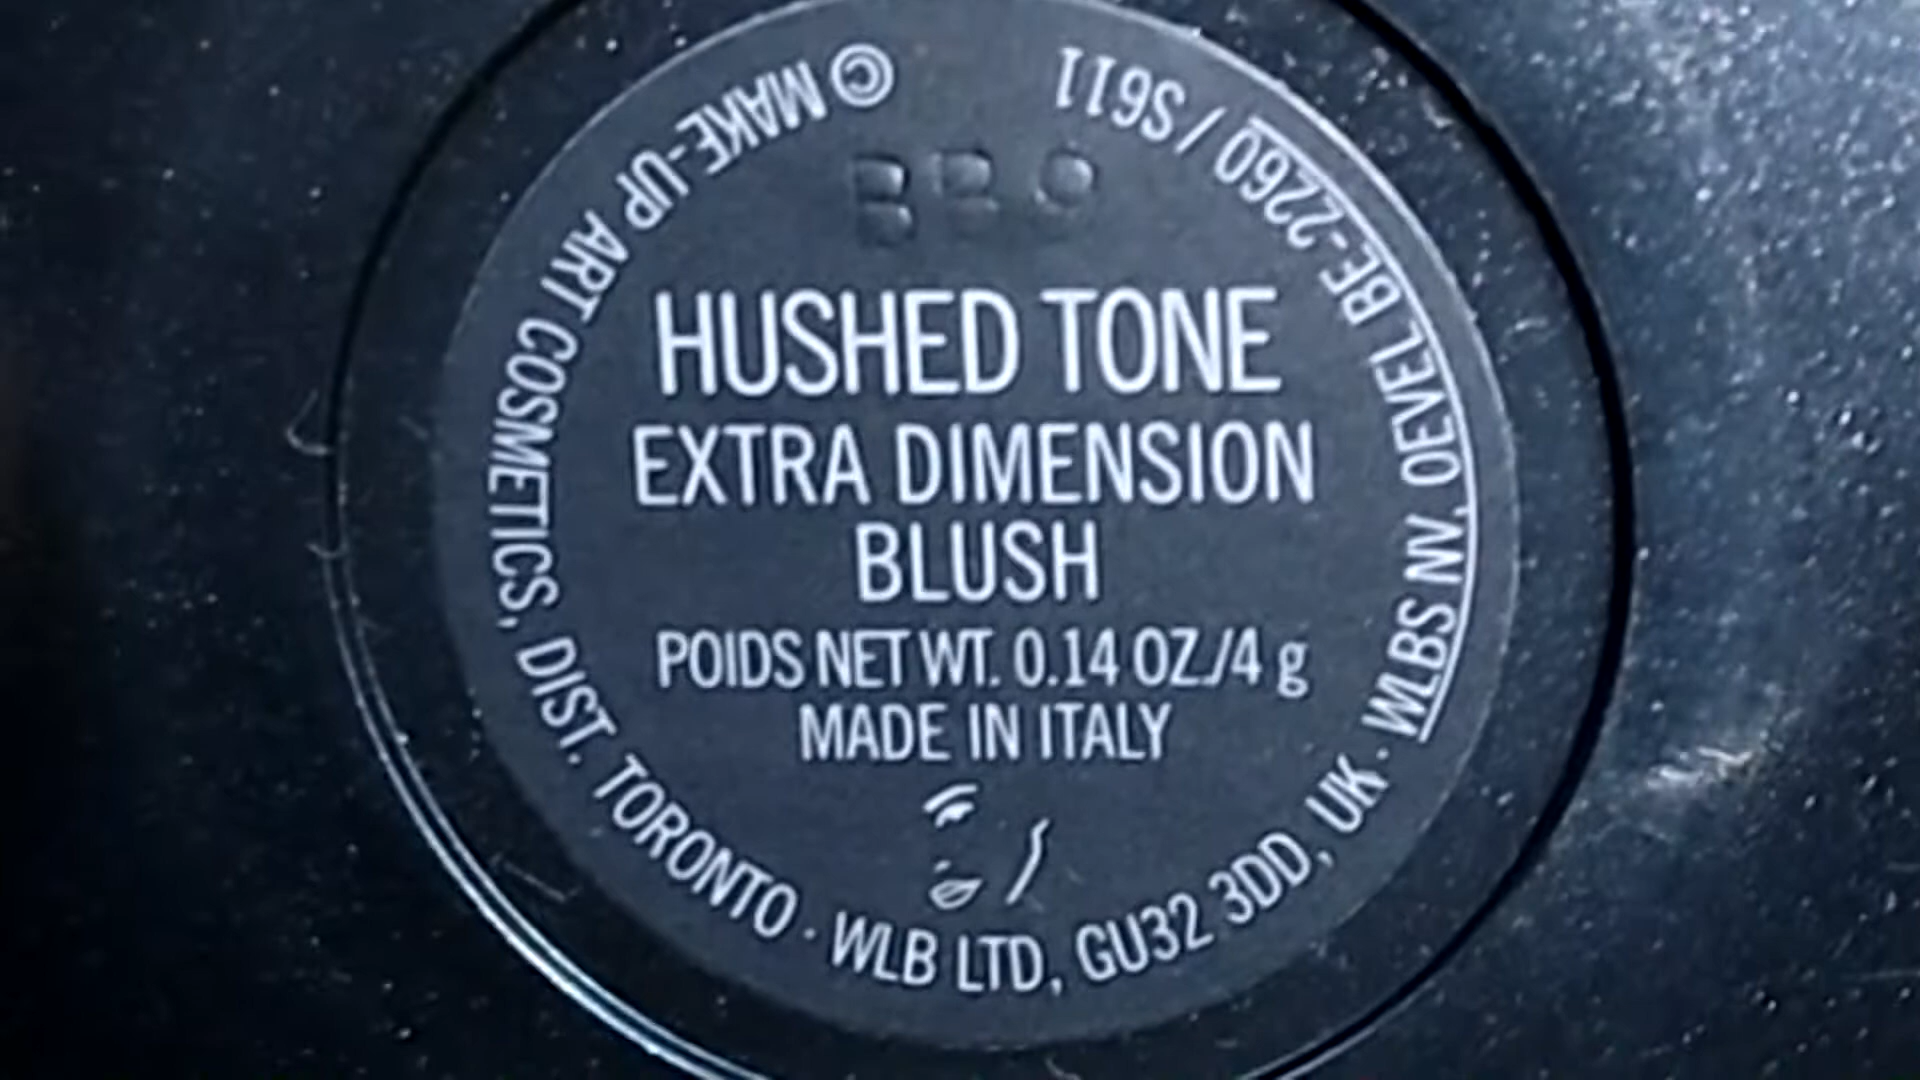 HUSHED TONE
EXTRA DIMENSION
BLUSH
POIDS NET WT. 0.14 OZ./4 g
MADE IN ITALY
© MAKE-UP ART COSMETICS, DIST. TORONTO · WLB LTD, GU32 3DD, UK · WLBS NV, OEVEL BE-2260 / S611